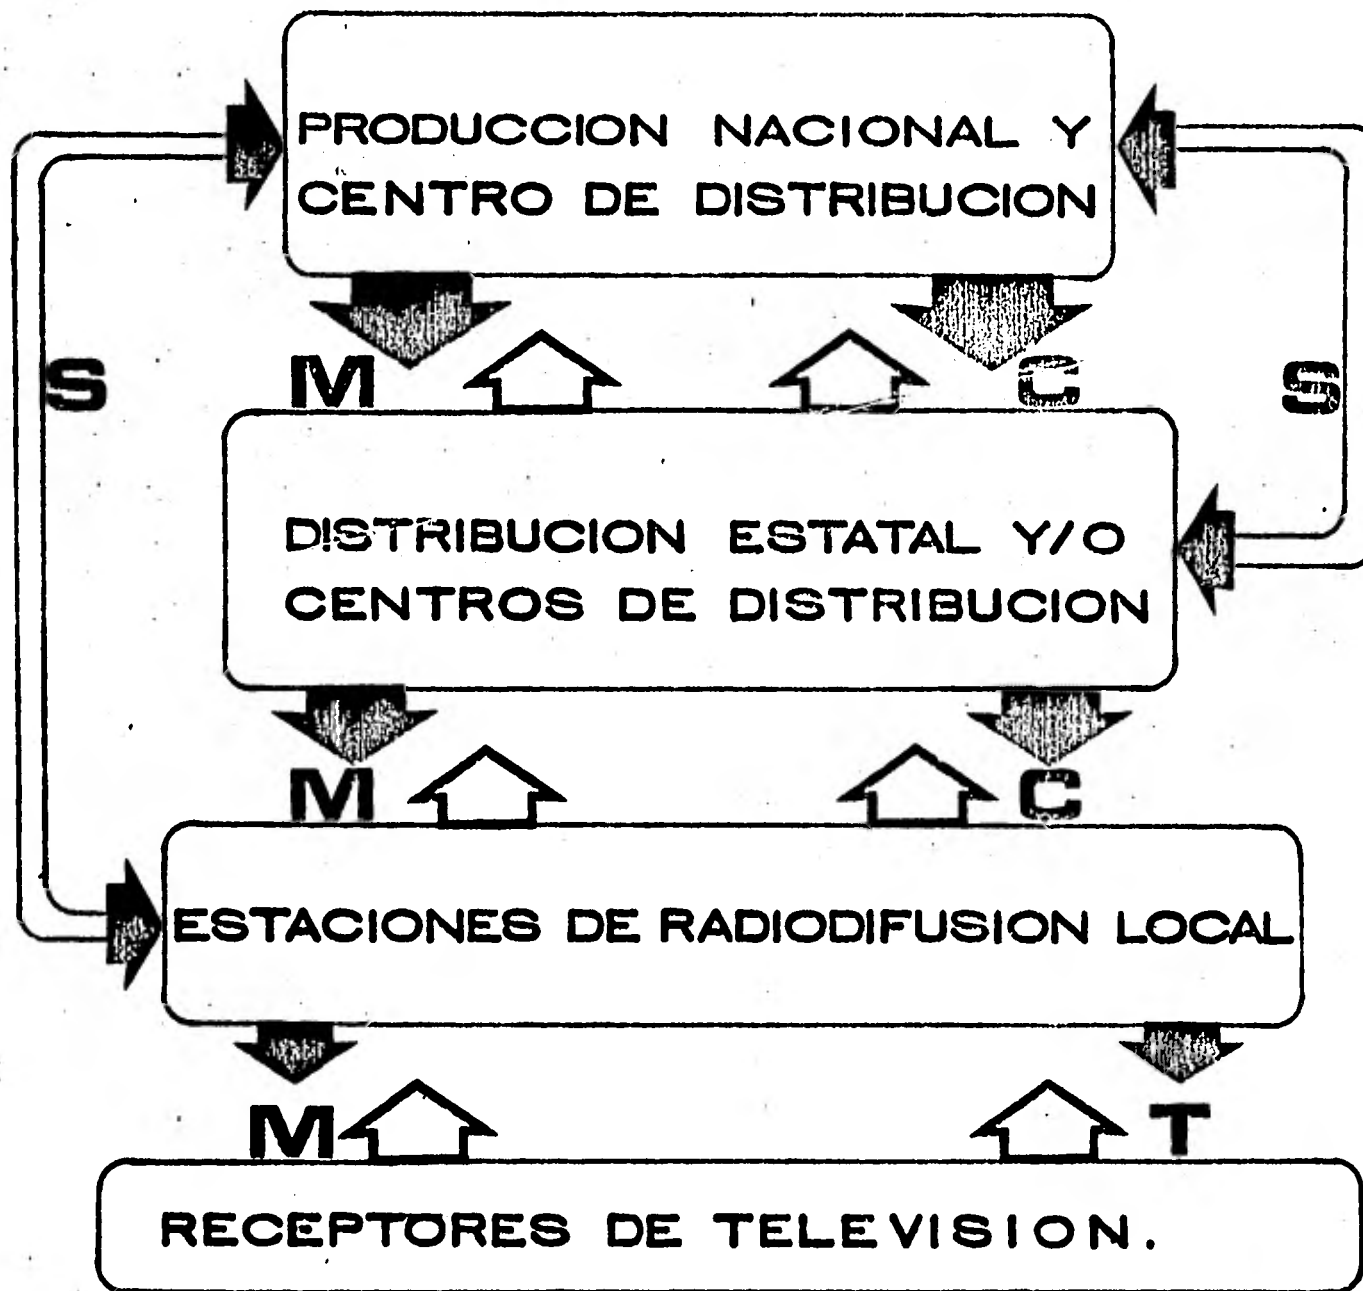 PRODUCCION NACIONAL Y
CENTRO DE DISTRIBUCION
S M C S
DISTRIBUCION ESTATAL Y/O
CENTROS DE DISTRIBUCION
M C
ESTACIONES DE RADIODIFUSION LOCAL
M T
RECEPTORES DE TELEVISION.